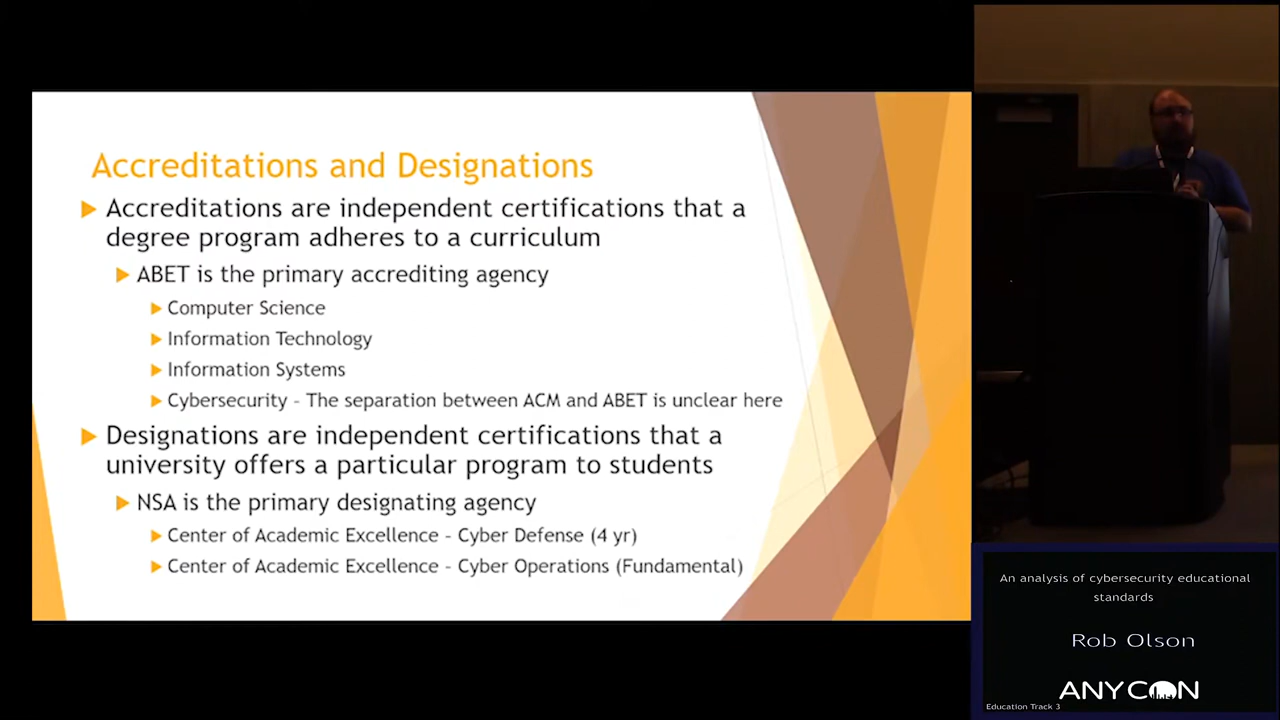 Accreditations and Designations
Accreditations are independent certifications that a
degree program adheres to a curriculum
ABET is the primary accrediting agency
Computer Science
Information Technology
Information Systems
Cybersecurity – The separation between ACM and ABET is unclear here
Designations are independent certifications that a
university offers a particular program to students
NSA is the primary designating agency
Center of Academic Excellence – Cyber Defense (4 yr)
Center of Academic Excellence – Cyber Operations (Fundamental)
An analysis of cybersecurity educational
standards
Rob Olson
ANYCON
Education Track 3